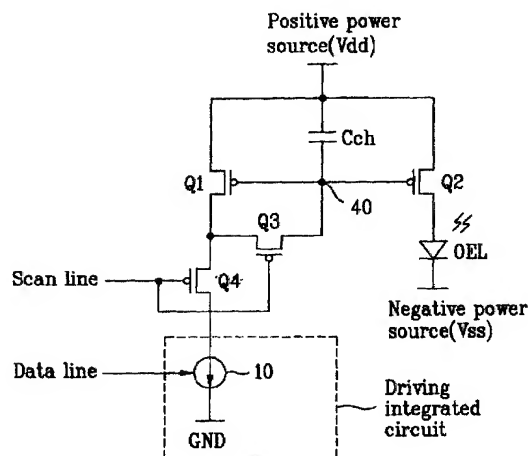 Positive power
source(Vdd)
Cch
Q1
Q2
40
Q3
OEL
Scan line
Q4
Negative power
source(Vss)
Data line
10
Driving
integrated
circuit
GND